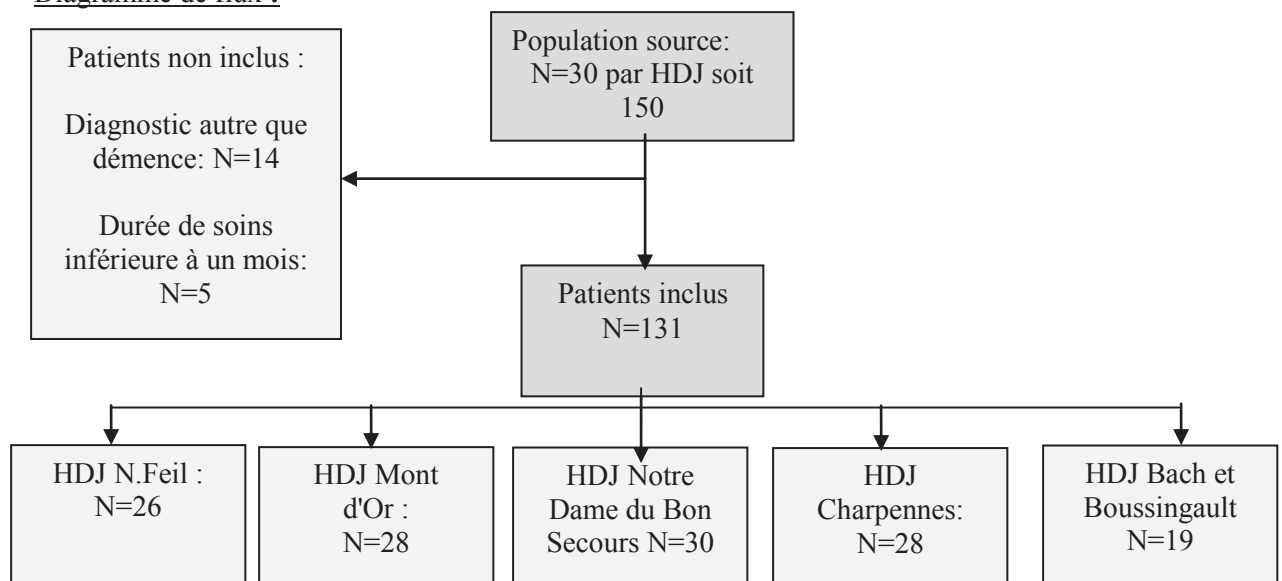 Diagramme de flux :
Patients non inclus :
Diagnostic autre que
démence: N=14
Durée de soins
inférieure à un mois:
N=5
Population source:
N=30 par HDJ soit
150
Patients inclus
N=131
HDJ N.Feil :
N=26
HDJ Mont
d'Or :
N=28
HDJ Notre
Dame du Bon
Secours N=30
HDJ
Charpennes:
N=28
HDJ Bach et
Boussingault
N=19